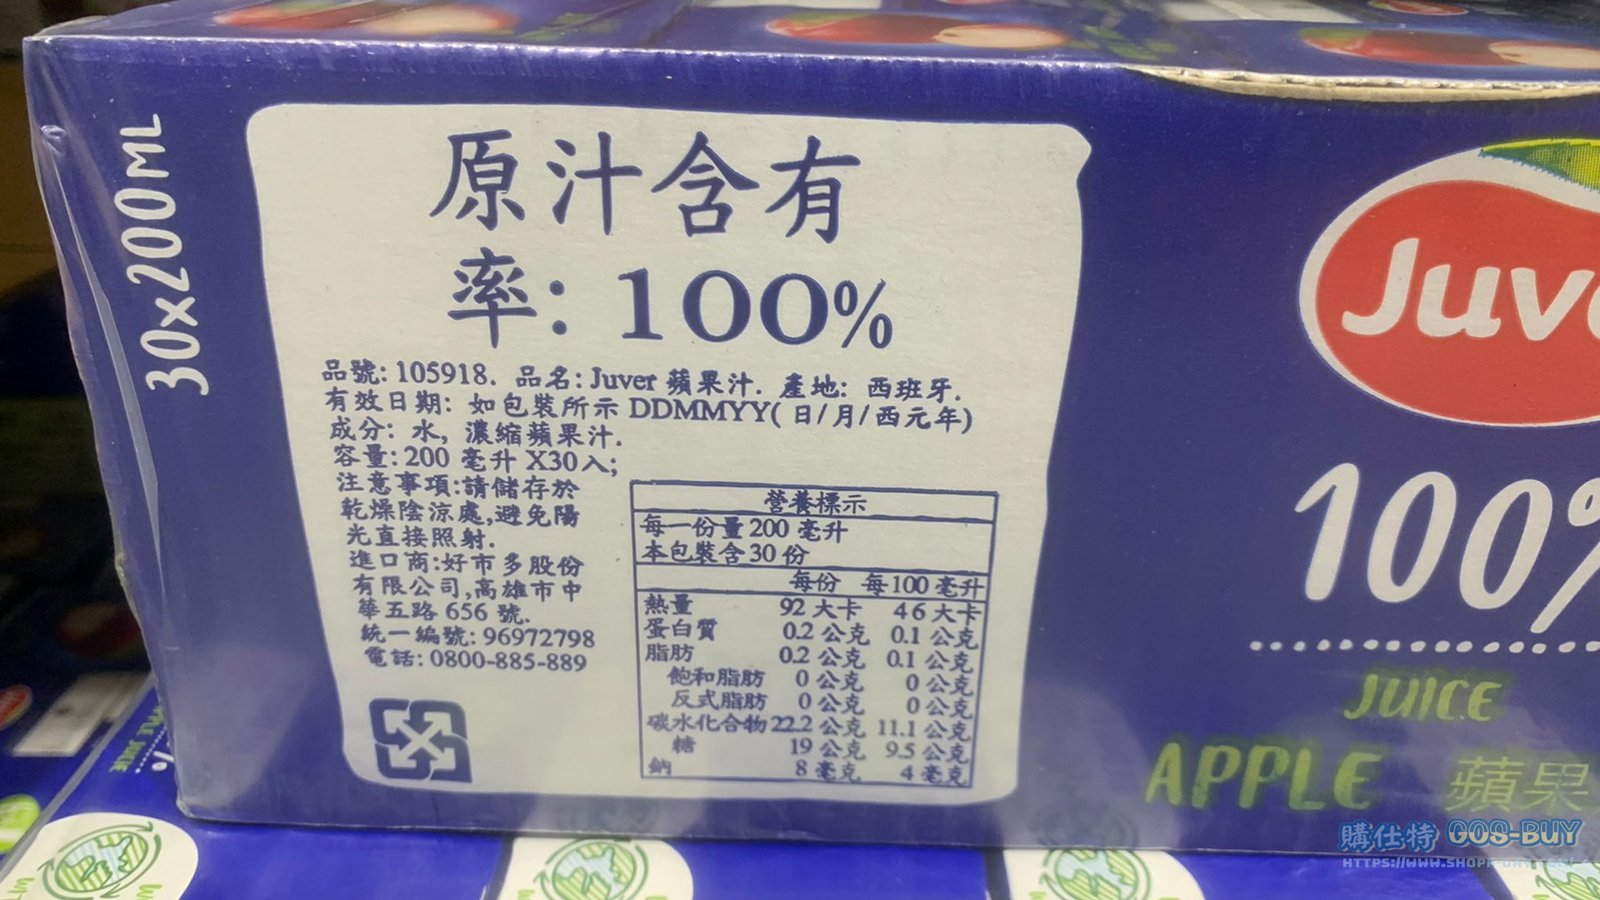 30x200ML
原汁含有
率: 100%
品號: 105918. 品名: Juver 蘋果汁. 產地: 西班牙.
有效日期: 如包裝所示 DDMMYY( 日/月/西元年)
成分: 水, 濃縮蘋果汁.
容量: 200 毫升 X30入;
注意事項:請儲存於
乾燥陰涼處,避免陽
光直接照射.
進口商:好市多股份
有限公司,高雄市中
華五路 656 號.
統一編號: 96972798
電話: 0800-885-889
營養標示
每一份量 200 毫升
本包裝含 30 份
每份 每100 毫升
熱量 92 大卡 46 大卡
蛋白質 0.2 公克 0.1 公克
脂肪 0.2 公克 0.1 公克
飽和脂肪 0 公克 0 公克
反式脂肪 0 公克 0 公克
碳水化合物 22.2 公克 11.1 公克
糖 19 公克 9.5 公克
鈉 8 毫克 4 毫克
Juve
100%
JUICE
APPLE 蘋果
購仕特 GOS-BUY